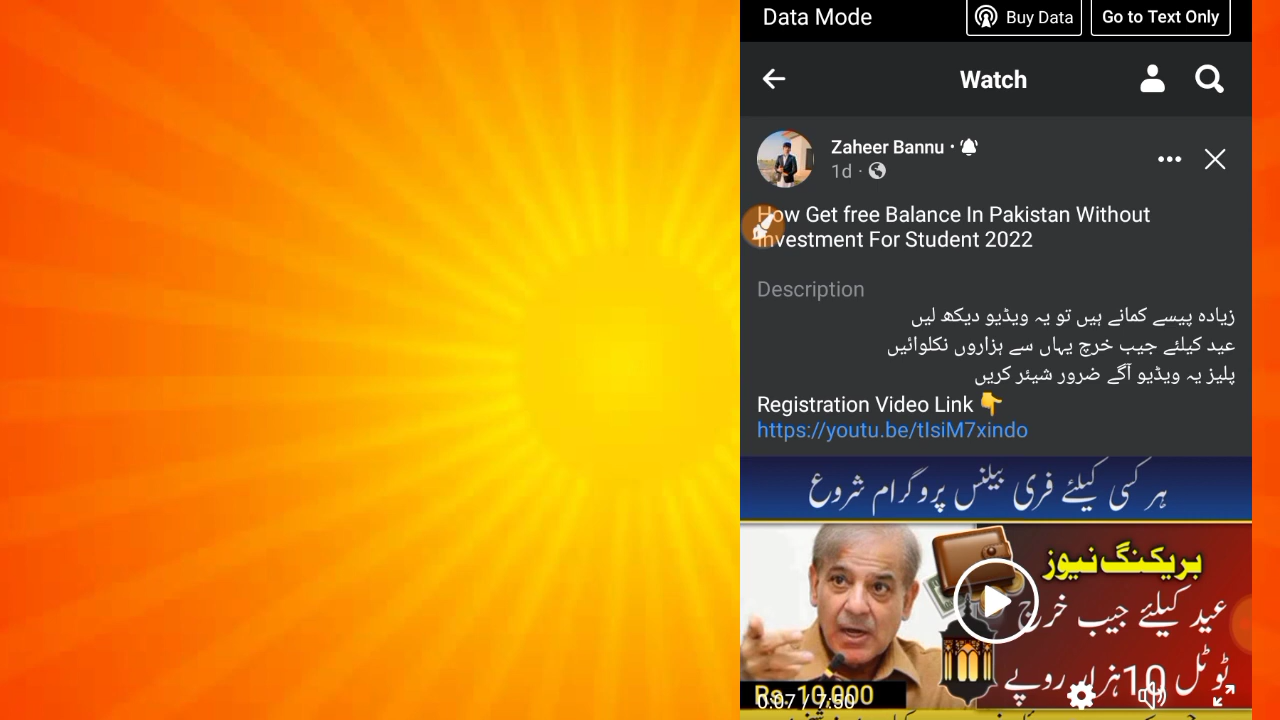 Data Mode
Buy Data
Go to Text Only
Watch
Zaheer Bannu ·
1d ·
How Get free Balance In Pakistan Without
Investment For Student 2022
Description
زیادہ پیسے کمانے ہیں تو یہ ویڈیو دیکھ لیں
عید کیلئے جیب خرچ یہاں سے ہزاروں نکلوائیں
پلیز یہ ویڈیو آگے ضرور شیئر کریں
Registration Video Link 👇
https://youtu.be/tIsiM7xindo
ہر کسی کیلئے فری بیلنس پروگرام شروع
بریکنگ نیوز
عید کیلئے جیب خرچ
ٹوٹل 10 ہزار روپے
Rs. 10,000
0:07 / 7:50